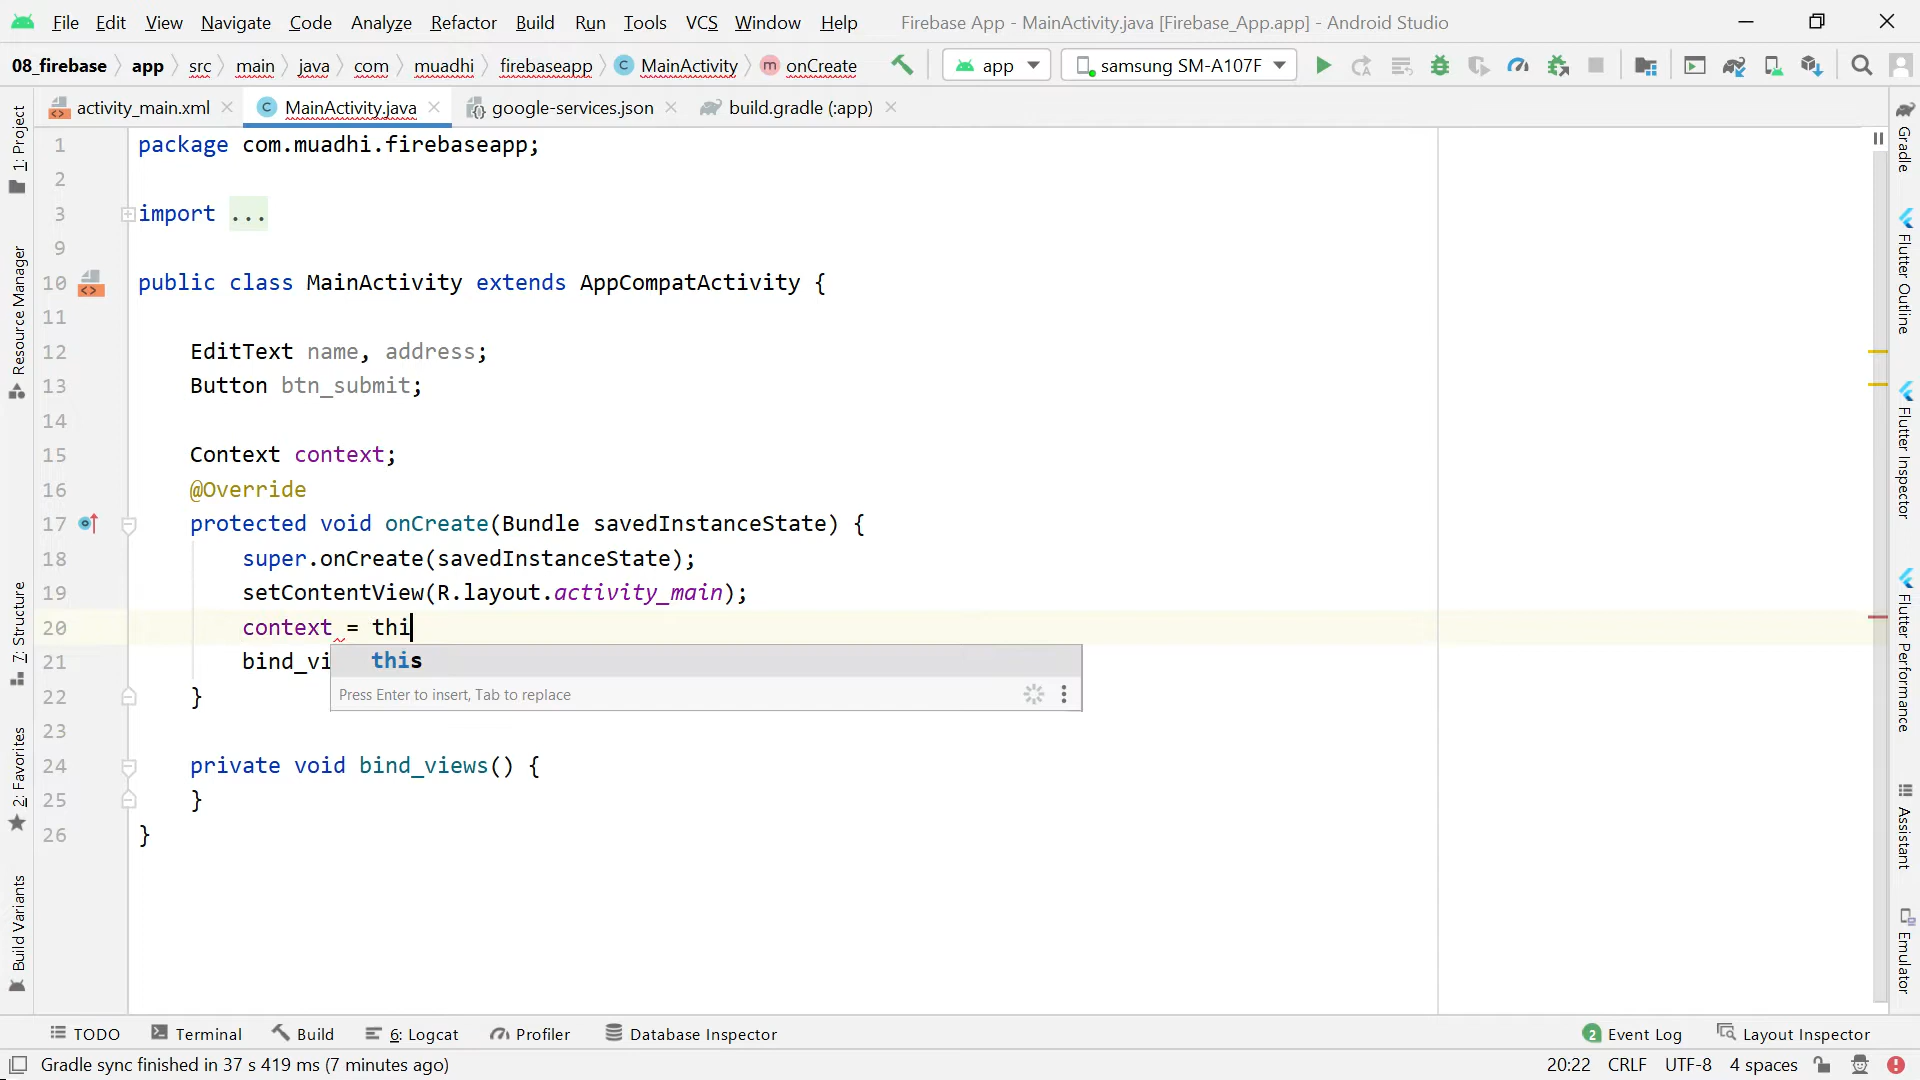 File Edit View Navigate Code Analyze Refactor Build Run Tools VCS Window Help Firebase App - MainActivity.java [Firebase_App.app] - Android Studio
08_firebase app src main java com muadhi firebaseapp C MainActivity m onCreate app samsung SM-A107F
activity_main.xml C MainActivity.java google-services.json build.gradle (:app)
1 package com.muadhi.firebaseapp;
2
3 import ...
9
10 public class MainActivity extends AppCompatActivity {
11
12 EditText name, address;
13 Button btn_submit;
14
15 Context context;
16 @Override
17 protected void onCreate(Bundle savedInstanceState) {
18 super.onCreate(savedInstanceState);
19 setContentView(R.layout.activity_main);
20 context = thi
this
21 bind_vi
Press Enter to insert, Tab to replace
22 }
23
24 private void bind_views() {
25 }
26 }
1: Project
Resource Manager
7: Structure
2: Favorites
Build Variants
Gradle
Flutter Outline
Flutter Inspector
Flutter Performance
Assistant
Emulator
TODO Terminal Build 6: Logcat Profiler Database Inspector 2 Event Log Layout Inspector
Gradle sync finished in 37 s 419 ms (7 minutes ago) 20:22 CRLF UTF-8 4 spaces